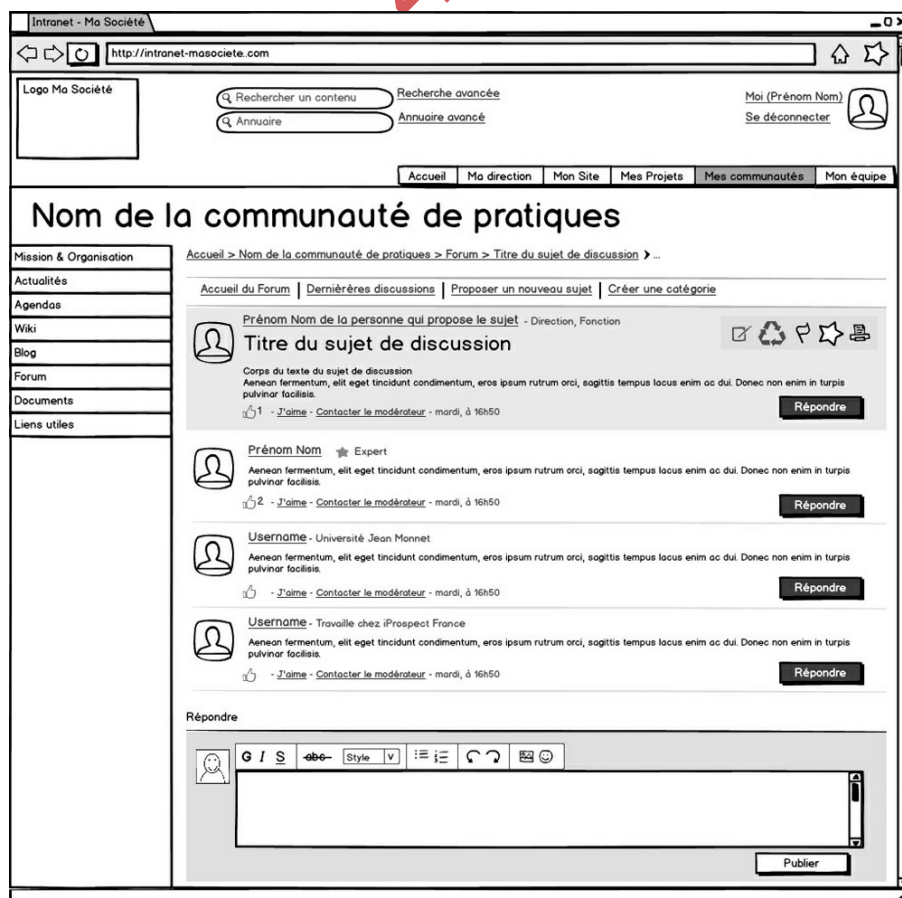 Intranet - Ma Société
http://intranet-masociete.com
Logo Ma Société
Rechercher un contenu
Recherche avancée
Annuaire
Annuaire avancé
Moi (Prénom Nom)
Se déconnecter
Accueil Ma direction Mon Site Mes Projets Mes communautés Mon équipe
Nom de la communauté de pratiques
Mission & Organisation
Actualités
Agendas
Wiki
Blog
Forum
Documents
Liens utiles
Accueil > Nom de la communauté de pratiques > Forum > Titre du sujet de discussion > ...
Accueil du Forum | Dernièrères discussions | Proposer un nouveau sujet | Créer une catégorie
Prénom Nom de la personne qui propose le sujet - Direction, Fonction
Titre du sujet de discussion
Corps du texte du sujet de discussion
Aenean fermentum, elit eget tincidunt condimentum, eros ipsum rutrum orci, sagittis tempus lacus enim ac dui. Donec non enim in turpis
pulvinar facilisis.
1 - J'aime - Contacter le modérateur - mardi, à 16h50
Répondre
Prénom Nom Expert
Aenean fermentum, elit eget tincidunt condimentum, eros ipsum rutrum orci, sagittis tempus lacus enim ac dui. Donec non enim in turpis
pulvinar facilisis.
2 - J'aime - Contacter le modérateur - mardi, à 16h50
Répondre
Username - Université Jean Monnet
Aenean fermentum, elit eget tincidunt condimentum, eros ipsum rutrum orci, sagittis tempus lacus enim ac dui. Donec non enim in turpis
pulvinar facilisis.
- J'aime - Contacter le modérateur - mardi, à 16h50
Répondre
Username - Travaille chez iProspect France
Aenean fermentum, elit eget tincidunt condimentum, eros ipsum rutrum orci, sagittis tempus lacus enim ac dui. Donec non enim in turpis
pulvinar facilisis.
- J'aime - Contacter le modérateur - mardi, à 16h50
Répondre
Répondre
G I S abc Style
Publier